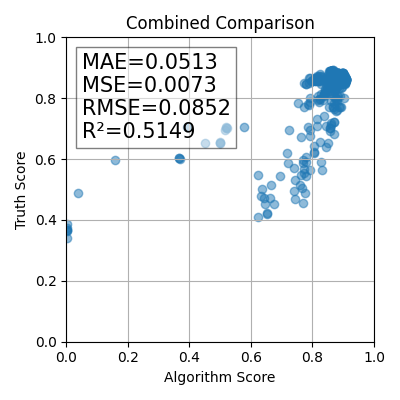 Combined Comparison
MAE=0.0513
MSE=0.0073
RMSE=0.0852
R²=0.5149
Truth Score
1.0
0.8
0.6
0.4
0.2
0.0
0.0 0.2 0.4 0.6 0.8 1.0
Algorithm Score